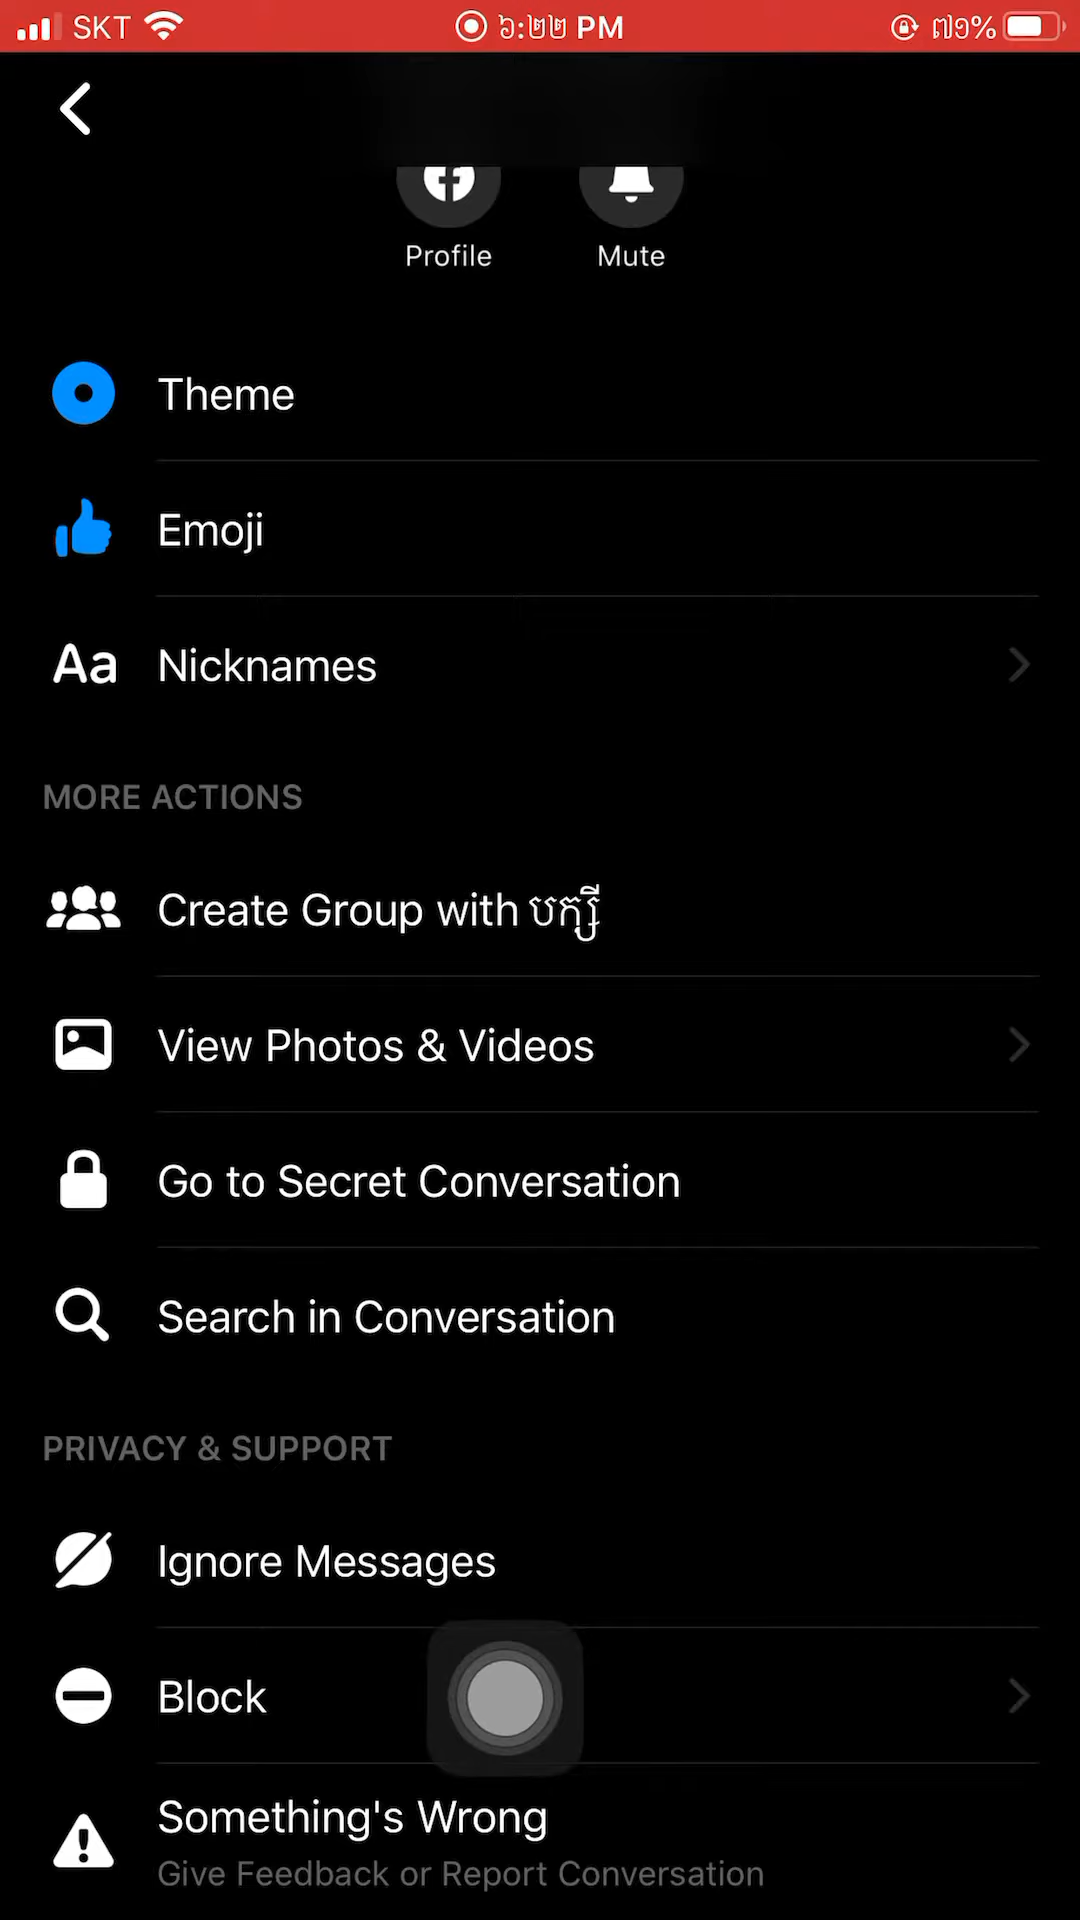 SKT ៦:២២ PM ៧១%
Profile Mute
Theme
Emoji
Aa Nicknames
MORE ACTIONS
Create Group with បក្សី
View Photos & Videos
Go to Secret Conversation
Search in Conversation
PRIVACY & SUPPORT
Ignore Messages
Block
Something's Wrong
Give Feedback or Report Conversation